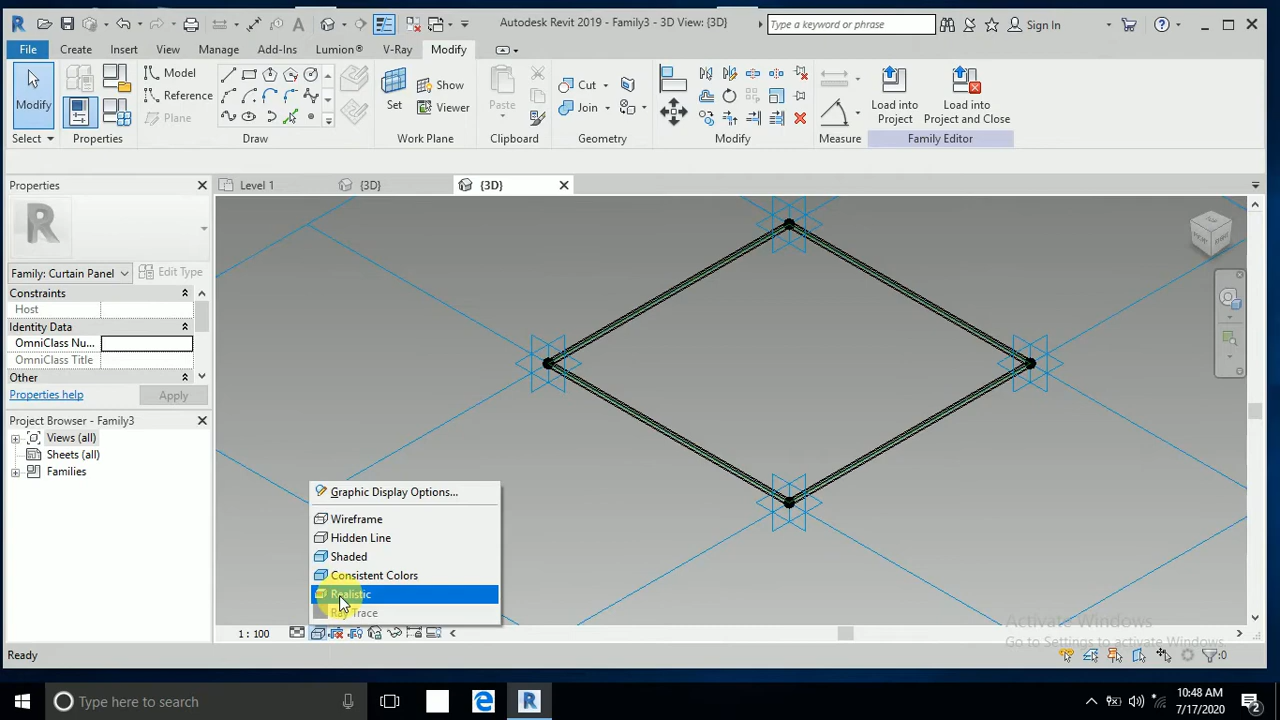 Autodesk Revit 2019 - Family3 - 3D View: {3D}
Type a keyword or phrase
Sign In
File
Create
Insert
View
Manage
Add-Ins
Lumion®
V-Ray
Modify
Modify
Model
Reference
Plane
Set
Show
Viewer
Paste
Cut
Join
Load into
Project
Load into
Project and Close
Select
Properties
Draw
Work Plane
Clipboard
Geometry
Modify
Measure
Family Editor
Properties
Level 1
{3D}
{3D}
R
Family: Curtain Panel
Edit Type
Constraints
Host
Identity Data
OmniClass Nu...
OmniClass Title
Other
Properties help
Apply
Project Browser - Family3
Views (all)
Sheets (all)
Families
Graphic Display Options...
Wireframe
Hidden Line
Shaded
Consistent Colors
Realistic
Ray Trace
1 : 100
Activate Windows
Go to Settings to activate Windows.
Ready
:0
Type here to search
10:48 AM
7/17/2020
2